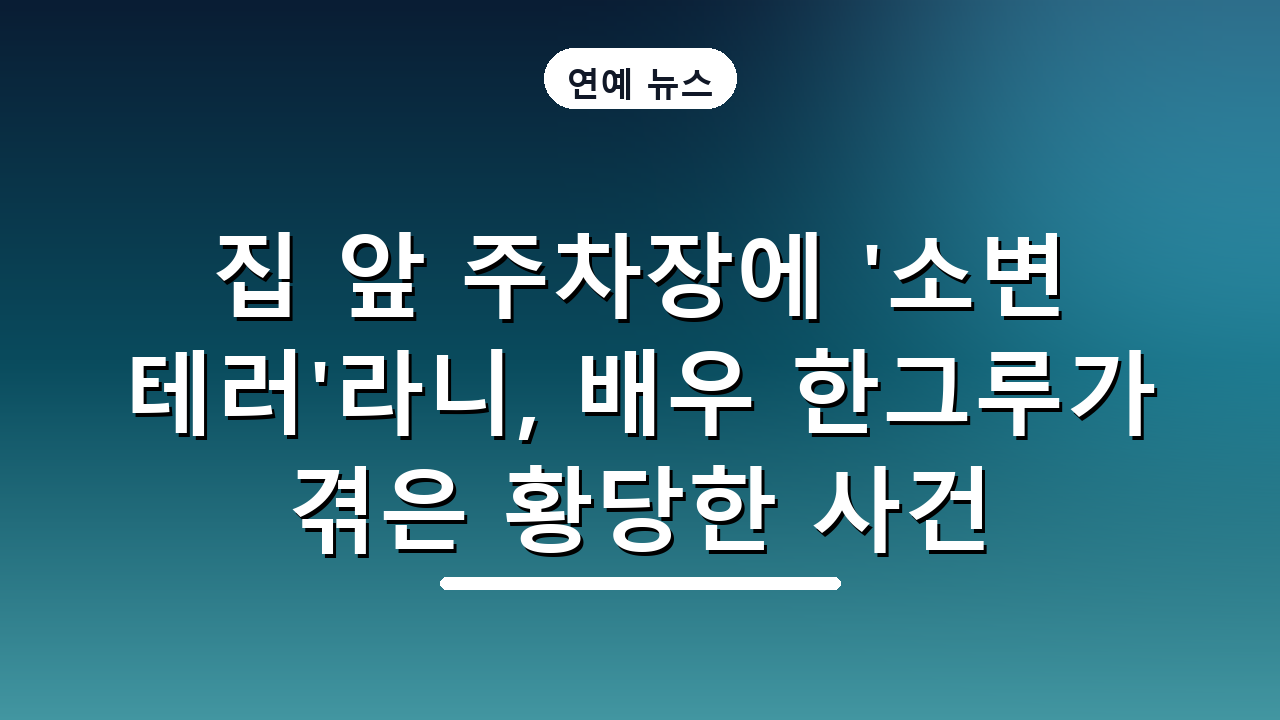 연예 뉴스
집 앞 주차장에 '소변
테러'라니, 배우 한그루가
겪은 황당한 사건